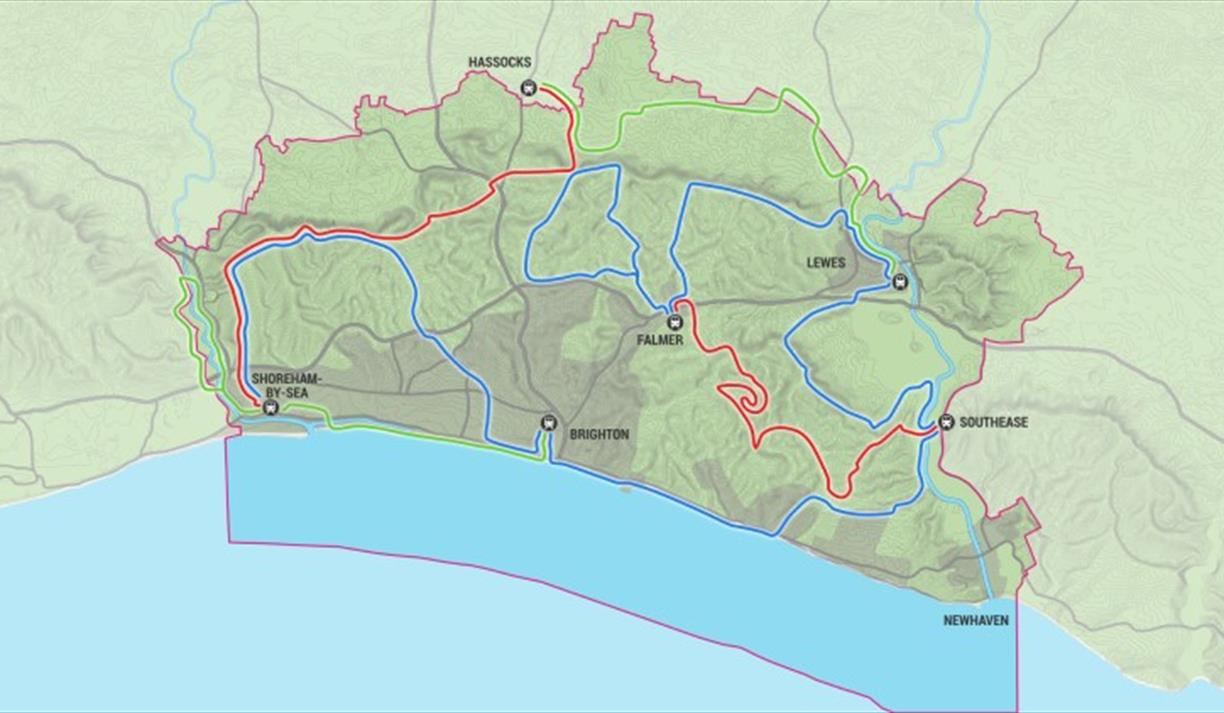 HASSOCKS
LEWES
FALMER
SHOREHAM-
BY-SEA
SOUTHEASE
BRIGHTON
NEWHAVEN